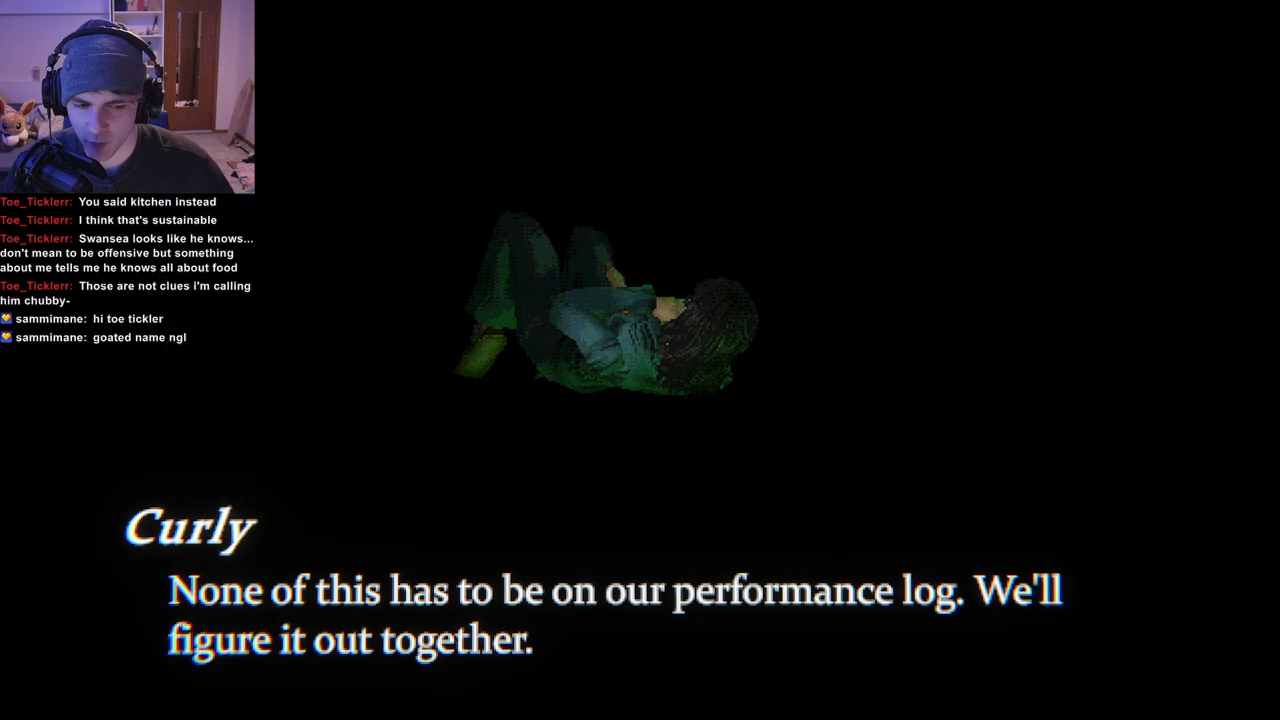 Toe_Ticklerr: You said kitchen instead
Toe_Ticklerr: I think that's sustainable
Toe_Ticklerr: Swansea looks like he knows...
don't mean to be offensive but something
about me tells me he knows all about food
Toe_Ticklerr: Those are not clues i'm calling
him chubby-
sammimane: hi toe tickler
sammimane: goated name ngl
Curly
None of this has to be on our performance log. We'll
figure it out together.